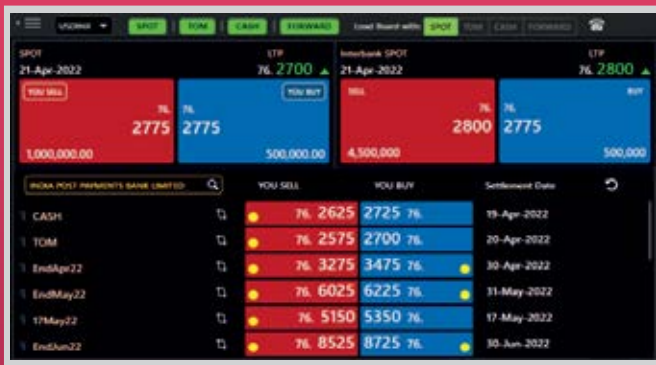 USDINR SPOT TOM CASH FORWARD Load Board with: SPOT TOM CASH FORWARD
SPOT LTP Interbank SPOT LTP
21-Apr-2022 76. 2700 21-Apr-2022 76. 2800
YOU SELL YOU BUY SELL BUY
76. 76. 76. 76.
2775 2775 2800 2775
1,000,000.00 500,000.00 4,500,000 500,000
INDIA POST PAYMENTS BANK LIMITED YOU SELL YOU BUY Settlement Date
CASH 76. 2625 2725 76. 19-Apr-2022
TOM 76. 2575 2700 76. 20-Apr-2022
EndApr22 76. 3275 3475 76. 30-Apr-2022
EndMay22 76. 6025 6225 76. 31-May-2022
17May22 76. 5150 5350 76. 17-May-2022
EndJun22 76. 8525 8725 76. 30-Jun-2022